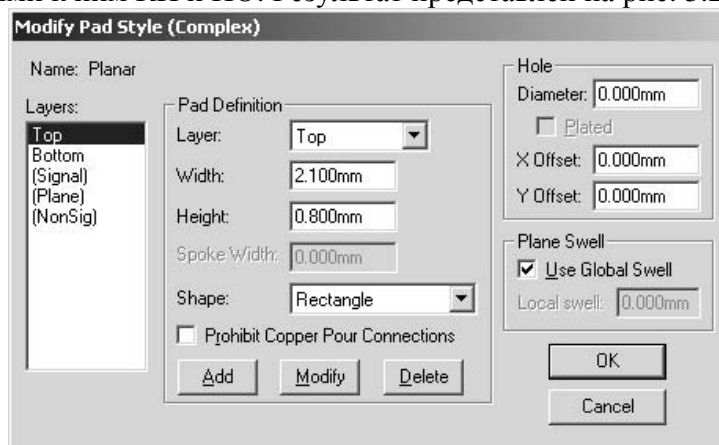 Modify Pad Style (Complex)
Name: Planar
Layers:
Top
Bottom
(Signal)
(Plane)
(NonSig)
Pad Definition
Layer: Top
Width: 2.100mm
Height: 0.800mm
Spoke Width: 0.000mm
Shape: Rectangle
Prohibit Copper Pour Connections
Add Modify Delete
Hole
Diameter: 0.000mm
Plated
X Offset: 0.000mm
Y Offset: 0.000mm
Plane Swell
Use Global Swell
Local swell: 0.000mm
OK
Cancel